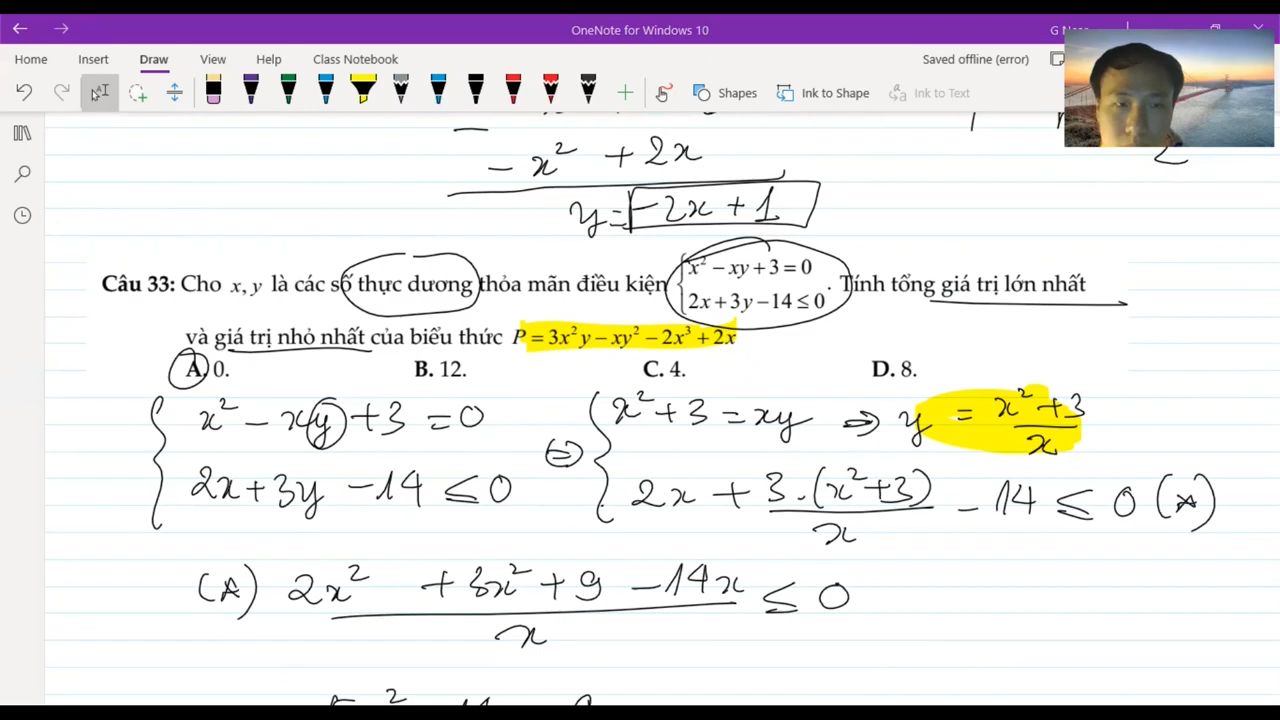 OneNote for Windows 10
Home Insert Draw View Help Class Notebook Saved offline (error)
Shapes Ink to Shape Ink to Text
- x² + 2x
y = -2x + 1
Câu 33: Cho x, y là các số thực dương thỏa mãn điều kiện { x² − xy + 3 = 0
2x + 3y − 14 ≤ 0 . Tính tổng giá trị lớn nhất
và giá trị nhỏ nhất của biểu thức P = 3x²y − xy² − 2x³ + 2x
A. 0. B. 12. C. 4. D. 8.
{ x² - xy + 3 = 0 ⇔ { x² + 3 = xy ⇒ y = (x² + 3)/x
2x + 3y - 14 ≤ 0 2x + 3.(x² + 3)/x - 14 ≤ 0 (*)
(*) (2x² + 3x² + 9 - 14x)/x ≤ 0